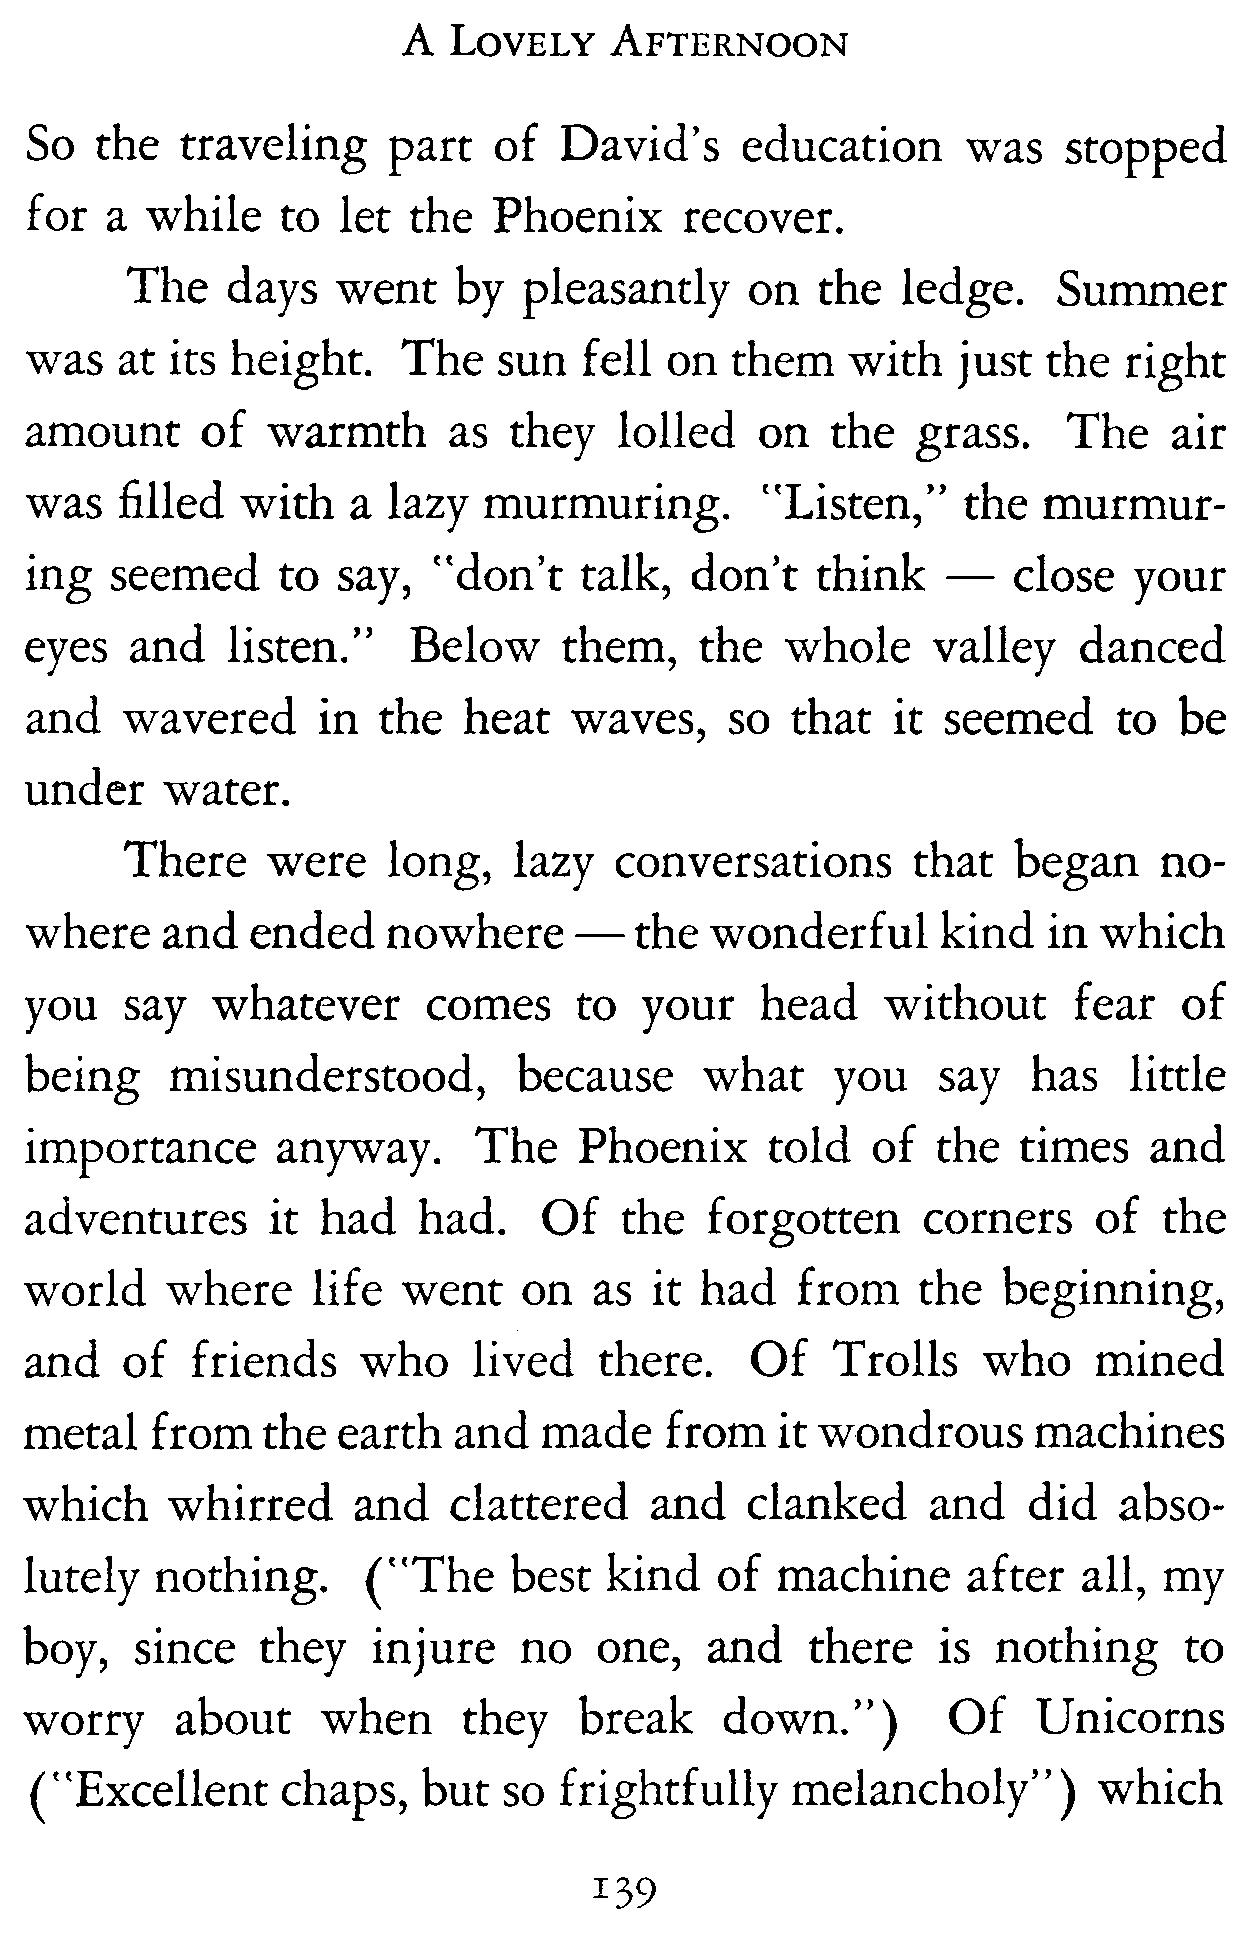 A LOVELY AFTERNOON
So the traveling part of David's education was stopped
for a while to let the Phoenix recover.
The days went by pleasantly on the ledge. Summer
was at its height. The sun fell on them with just the right
amount of warmth as they lolled on the grass. The air
was filled with a lazy murmuring. "Listen," the murmur-
ing seemed to say, "don't talk, don't think — close your
eyes and listen." Below them, the whole valley danced
and wavered in the heat waves, so that it seemed to be
under water.
There were long, lazy conversations that began no-
where and ended nowhere — the wonderful kind in which
you say whatever comes to your head without fear of
being misunderstood, because what you say has little
importance anyway. The Phoenix told of the times and
adventures it had had. Of the forgotten corners of the
world where life went on as it had from the beginning,
and of friends who lived there. Of Trolls who mined
metal from the earth and made from it wondrous machines
which whirred and clattered and clanked and did abso-
lutely nothing. ("The best kind of machine after all, my
boy, since they injure no one, and there is nothing to
worry about when they break down.") Of Unicorns
("Excellent chaps, but so frightfully melancholy") which
139